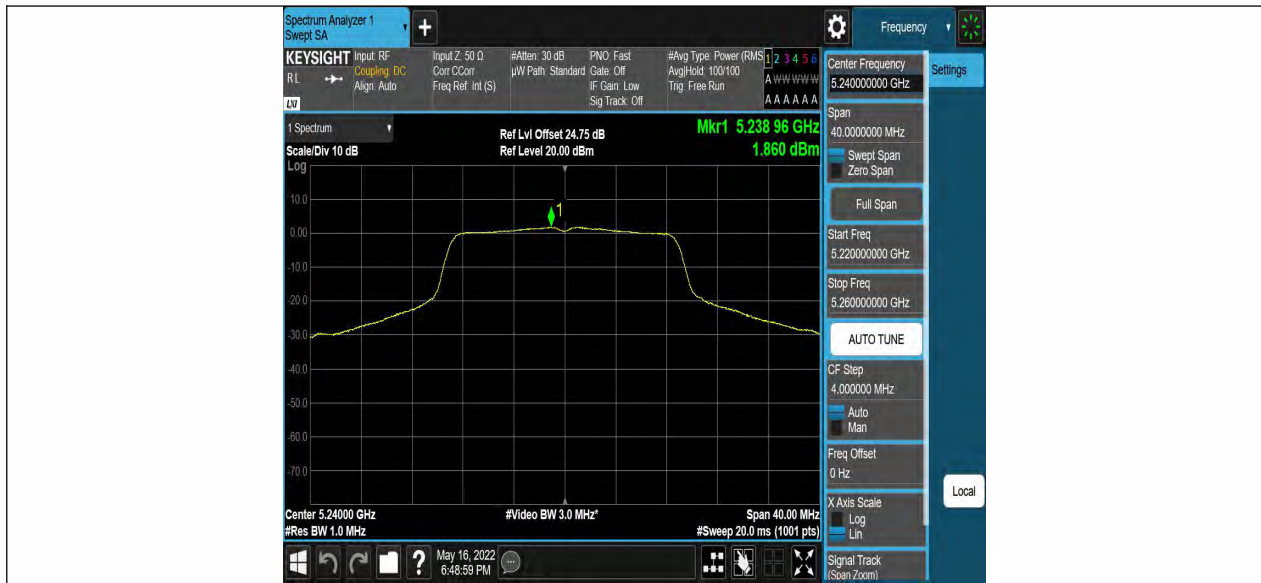 Spectrum Analyzer 1
Swept SA
+
Frequency
KEYSIGHT
RL
LXI
Input: RF
Coupling: DC
Align: Auto
Input Z: 50 Ω
Corr CCorr
Freq Ref: Int (S)
#Atten: 30 dB
µW Path: Standard
PNO: Fast
Gate: Off
IF Gain: Low
Sig Track: Off
#Avg Type: Power (RMS
Avg|Hold: 100/100
Trig: Free Run
1 2 3 4 5 6
A W W W W W
A A A A A A
1 Spectrum
Scale/Div 10 dB
Ref Lvl Offset 24.75 dB
Ref Level 20.00 dBm
Mkr1 5.238 96 GHz
1.860 dBm
Log
10.0
0.00
-10.0
-20.0
-30.0
-40.0
-50.0
-60.0
-70.0
1
Center 5.24000 GHz
#Res BW 1.0 MHz
#Video BW 3.0 MHz*
Span 40.00 MHz
#Sweep 20.0 ms (1001 pts)
?
May 16, 2022
6:48:59 PM
Center Frequency
5.240000000 GHz
Span
40.0000000 MHz
Swept Span
Zero Span
Full Span
Start Freq
5.220000000 GHz
Stop Freq
5.260000000 GHz
AUTO TUNE
CF Step
4.000000 MHz
Auto
Man
Freq Offset
0 Hz
X Axis Scale
Log
Lin
Signal Track
(Span Zoom)
Settings
Local